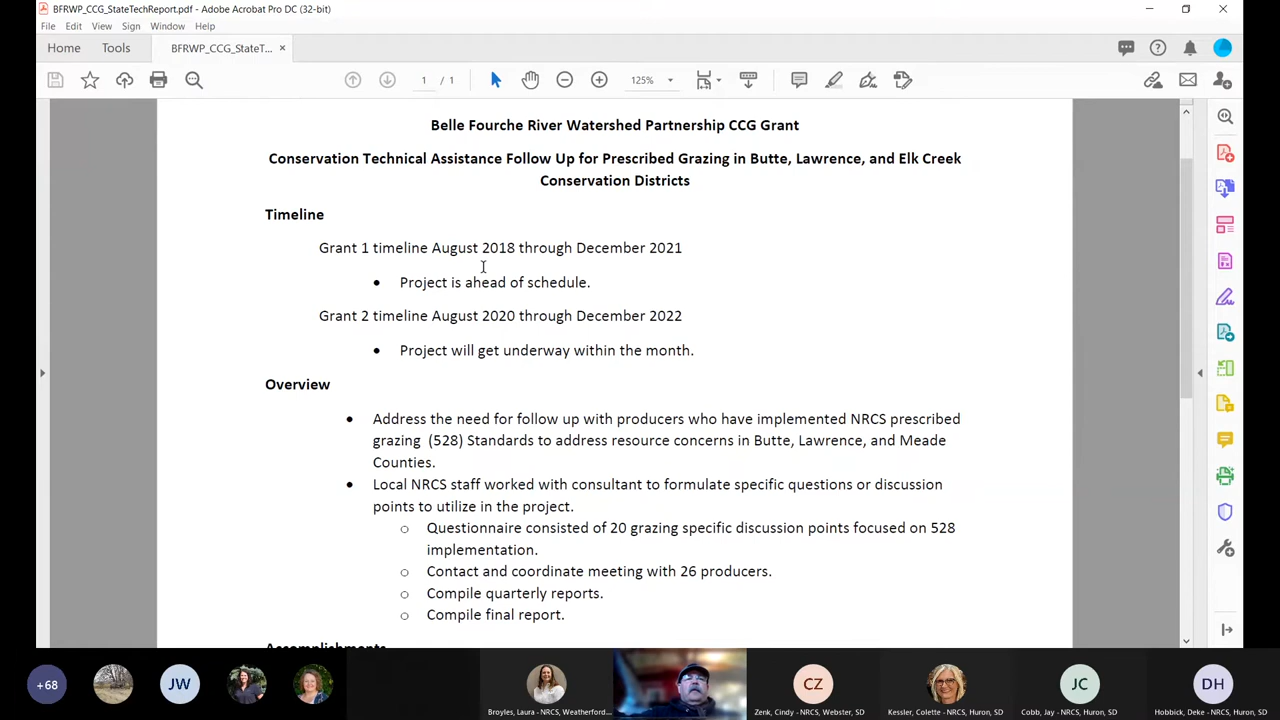 BFRWP_CCG_StateTechReport.pdf - Adobe Acrobat Pro DC (32-bit)
File Edit View Sign Window Help
Home Tools BFRWP_CCG_StateT...
1 / 1 125%
Belle Fourche River Watershed Partnership CCG Grant
Conservation Technical Assistance Follow Up for Prescribed Grazing in Butte, Lawrence, and Elk Creek
Conservation Districts
Timeline
Grant 1 timeline August 2018 through December 2021
• Project is ahead of schedule.
Grant 2 timeline August 2020 through December 2022
• Project will get underway within the month.
Overview
• Address the need for follow up with producers who have implemented NRCS prescribed
grazing (528) Standards to address resource concerns in Butte, Lawrence, and Meade
Counties.
• Local NRCS staff worked with consultant to formulate specific questions or discussion
points to utilize in the project.
o Questionnaire consisted of 20 grazing specific discussion points focused on 528
implementation.
o Contact and coordinate meeting with 26 producers.
o Compile quarterly reports.
o Compile final report.
Accomplishments
+68 JW CZ JC DH
Broyles, Laura - NRCS, Weatherford... Zenk, Cindy - NRCS, Webster, SD Kessler, Colette - NRCS, Huron, SD Cobb, Jay - NRCS, Huron, SD Hobbick, Deke - NRCS, Huron, SD